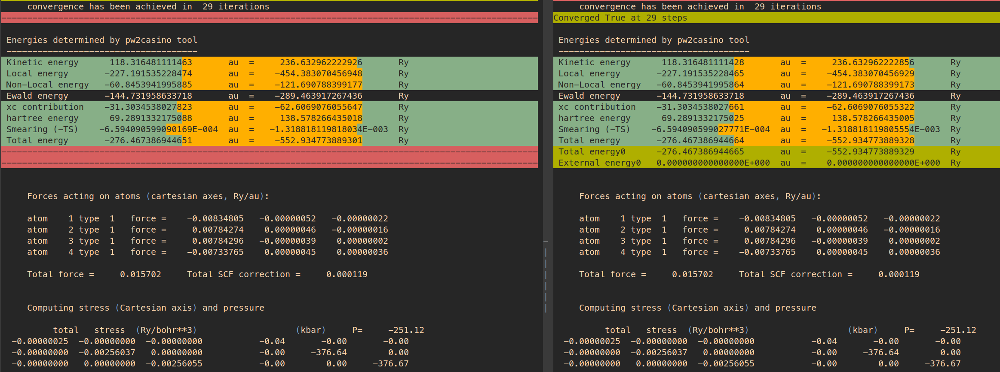 convergence has been achieved in  29 iterations
Energies determined by pw2casino tool
------------------------------------
Kinetic energy      118.316481111463       au  =     236.632962222926       Ry
Local energy       -227.191535228474       au  =    -454.383070456948       Ry
Non-Local energy   -60.8453941995885       au  =    -121.690788399177       Ry
Ewald energy       -144.731958633718       au  =    -289.463917267436       Ry
xc contribution    -31.3034538027823       au  =    -62.6069076055647       Ry
hartree energy      69.2891332175088       au  =     138.578266435018       Ry
Smearing (-TS)    -6.594090599090169E-004  au  =   -1.318818119818034E-003  Ry
Total energy       -276.467386944651       au  =    -552.934773889301       Ry
Forces acting on atoms (cartesian axes, Ry/au):
atom    1 type  1   force =    -0.00834805   -0.00000052   -0.00000022
atom    2 type  1   force =     0.00784274    0.00000046   -0.00000016
atom    3 type  1   force =     0.00784296   -0.00000039    0.00000002
atom    4 type  1   force =    -0.00733765    0.00000045    0.00000036
Total force =     0.015702     Total SCF correction =     0.000119
Computing stress (Cartesian axis) and pressure
total   stress  (Ry/bohr**3)                   (kbar)     P=     -251.12
-0.00000025  -0.00000000  -0.00000000           -0.04       -0.00       -0.00
-0.00000000  -0.00256037   0.00000000           -0.00     -376.64        0.00
-0.00000000   0.00000000  -0.00256055           -0.00        0.00     -376.67
convergence has been achieved in  29 iterations
Converged True at 29 steps
Energies determined by pw2casino tool
------------------------------------
Kinetic energy      118.316481111428       au  =     236.632962222856       Ry
Local energy       -227.191535228465       au  =    -454.383070456929       Ry
Non-Local energy   -60.8453941995864       au  =    -121.690788399173       Ry
Ewald energy       -144.731958633718       au  =    -289.463917267436       Ry
xc contribution    -31.3034538027661       au  =    -62.6069076055322       Ry
hartree energy      69.2891332175025       au  =     138.578266435005       Ry
Smearing (-TS)    -6.594090599027771E-004  au  =   -1.318818119805554E-003  Ry
Total energy       -276.467386944664       au  =    -552.934773889328       Ry
Total energy0      -276.467386944665       au  =    -552.934773889329       Ry
External energy0   0.000000000000000E+000  au  =    0.000000000000000E+000  Ry
Forces acting on atoms (cartesian axes, Ry/au):
atom    1 type  1   force =    -0.00834805   -0.00000052   -0.00000022
atom    2 type  1   force =     0.00784274    0.00000046   -0.00000016
atom    3 type  1   force =     0.00784296   -0.00000039    0.00000002
atom    4 type  1   force =    -0.00733765    0.00000045    0.00000036
Total force =     0.015702     Total SCF correction =     0.000119
Computing stress (Cartesian axis) and pressure
total   stress  (Ry/bohr**3)                   (kbar)     P=     -251.12
-0.00000025  -0.00000000  -0.00000000           -0.04       -0.00       -0.00
-0.00000000  -0.00256037   0.00000000           -0.00     -376.64        0.00
-0.00000000   0.00000000  -0.00256055           -0.00        0.00     -376.67